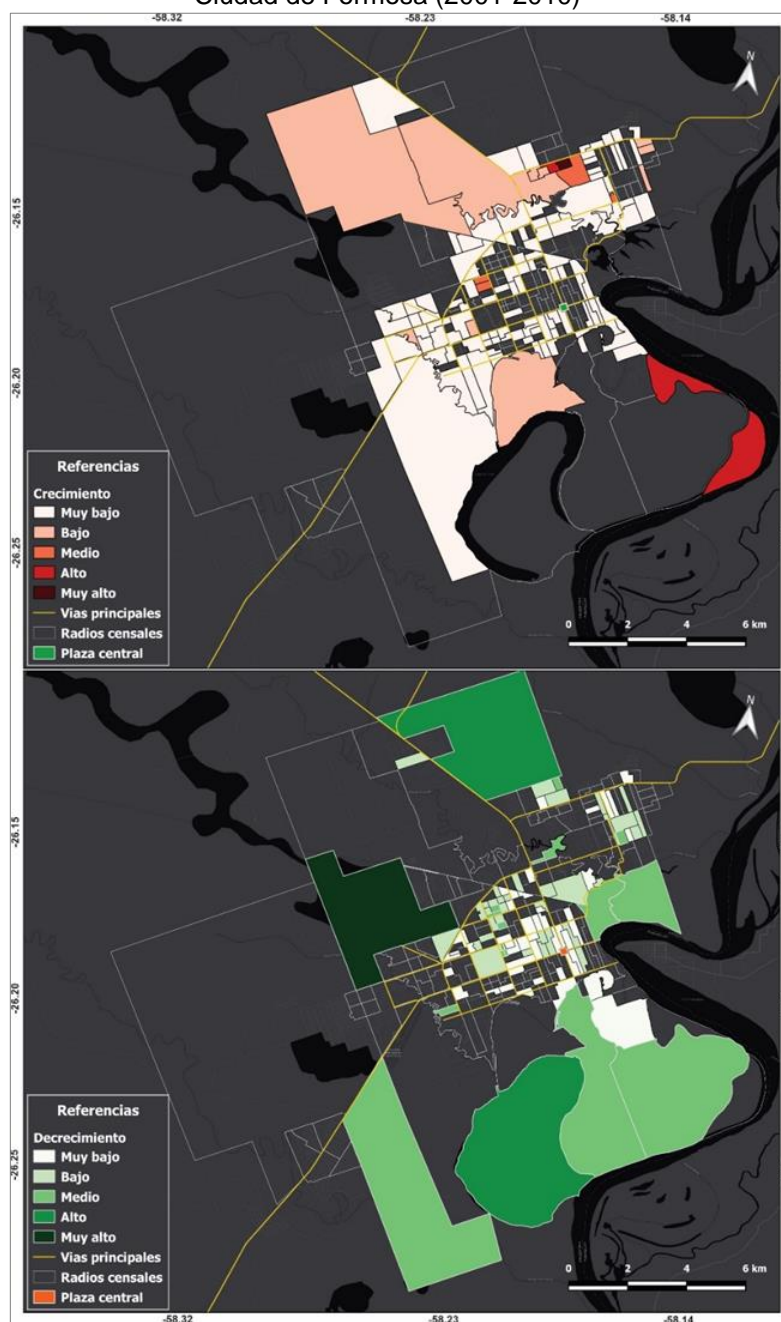 Ciudad de Formosa (2001-2010)
-58.32 -58.23 -58.14
N
-26.15
-26.20
-26.25
Referencias
Crecimiento
Muy bajo
Bajo
Medio
Alto
Muy alto
Vias principales
Radios censales
Plaza central
0 2 4 6 km
N
-26.15
-26.20
-26.25
Referencias
Decrecimiento
Muy bajo
Bajo
Medio
Alto
Muy alto
Vias principales
Radios censales
Plaza central
0 2 4 6 km
-58.32 -58.23 -58.14